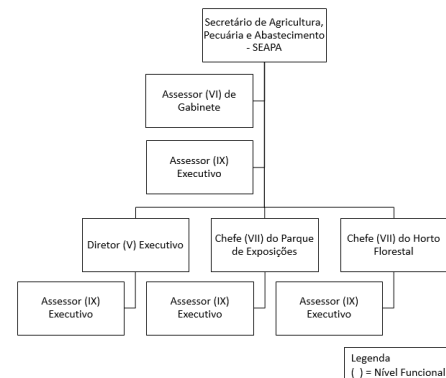 Secretário de Agricultura,
Pecuária e Abastecimento
- SEAPA
Assessor (VI) de
Gabinete
Assessor (IX)
Executivo
Diretor (V) Executivo
Chefe (VII) do Parque
de Exposições
Chefe (VII) do Horto
Florestal
Assessor (IX)
Executivo
Assessor (IX)
Executivo
Assessor (IX)
Executivo
Legenda
( ) = Nível Funcional